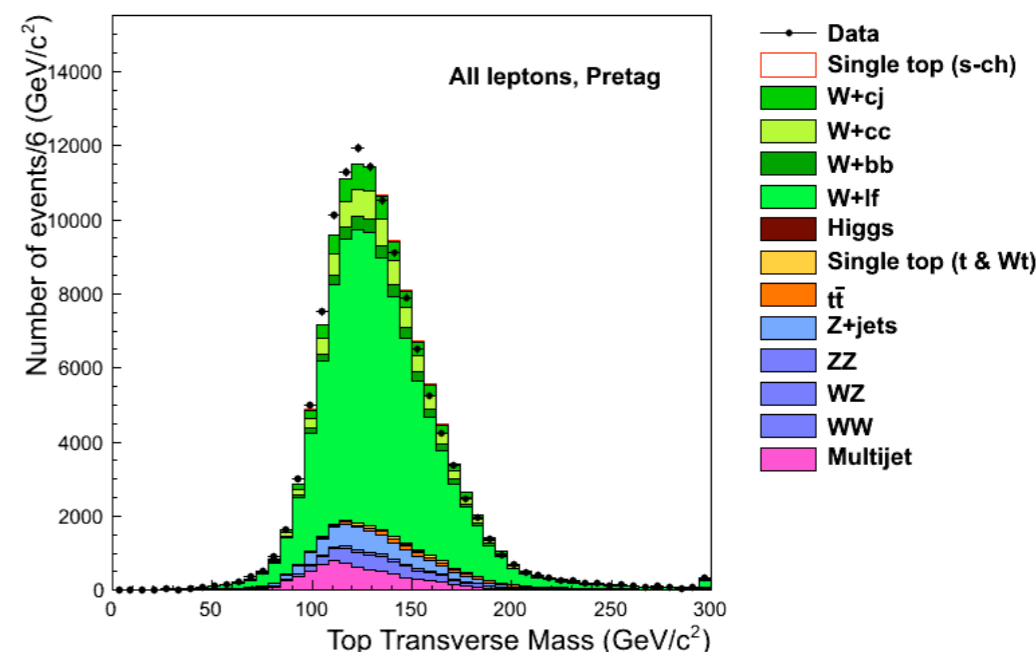 Number of events/6 (GeV/c²)
14000
12000
10000
8000
6000
4000
2000
0
All leptons, Pretag
0 50 100 150 200 250 300
Top Transverse Mass (GeV/c²)
Data
Single top (s-ch)
W+cj
W+cc
W+bb
W+lf
Higgs
Single top (t & Wt)
tt̄
Z+jets
ZZ
WZ
WW
Multijet